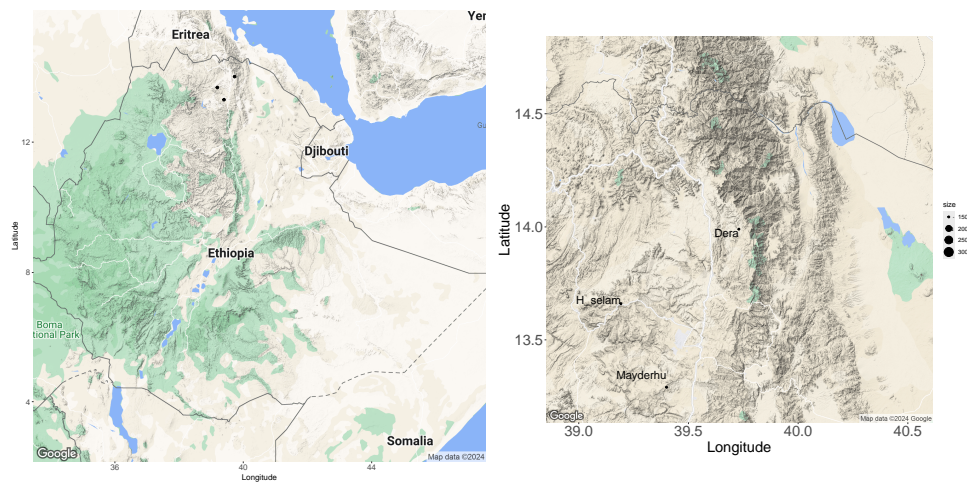 Eritrea
Yer
12
Djibouti
Gu
Ethiopia
8
Boma
tional Park
4
Somalia
Google
Map data ©2024
36
40
44
Longitude
Latitude
14.5
14.0
13.5
Latitude
Dera
H_selam
Mayderhu
Google
Map data ©2024 Google
39.0
39.5
40.0
40.5
Longitude
size
150
200
250
300